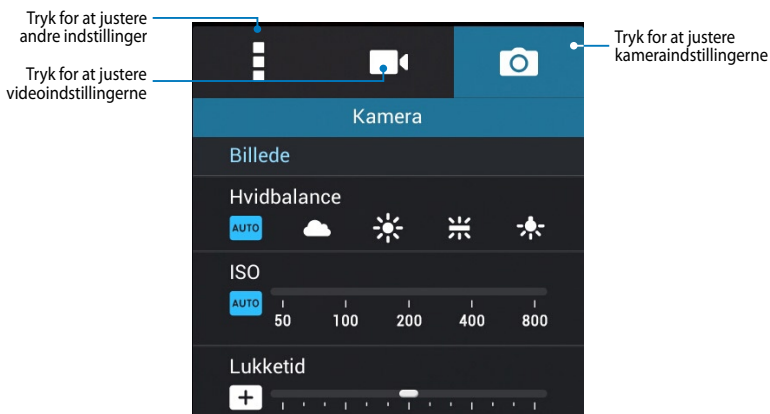 Tryk for at justere
andre indstillinger
Tryk for at justere
videoindstillingerne
Tryk for at justere
kameraindstillingerne
Kamera
Billede
Hvidbalance
AUTO
ISO
AUTO
50 100 200 400 800
Lukketid